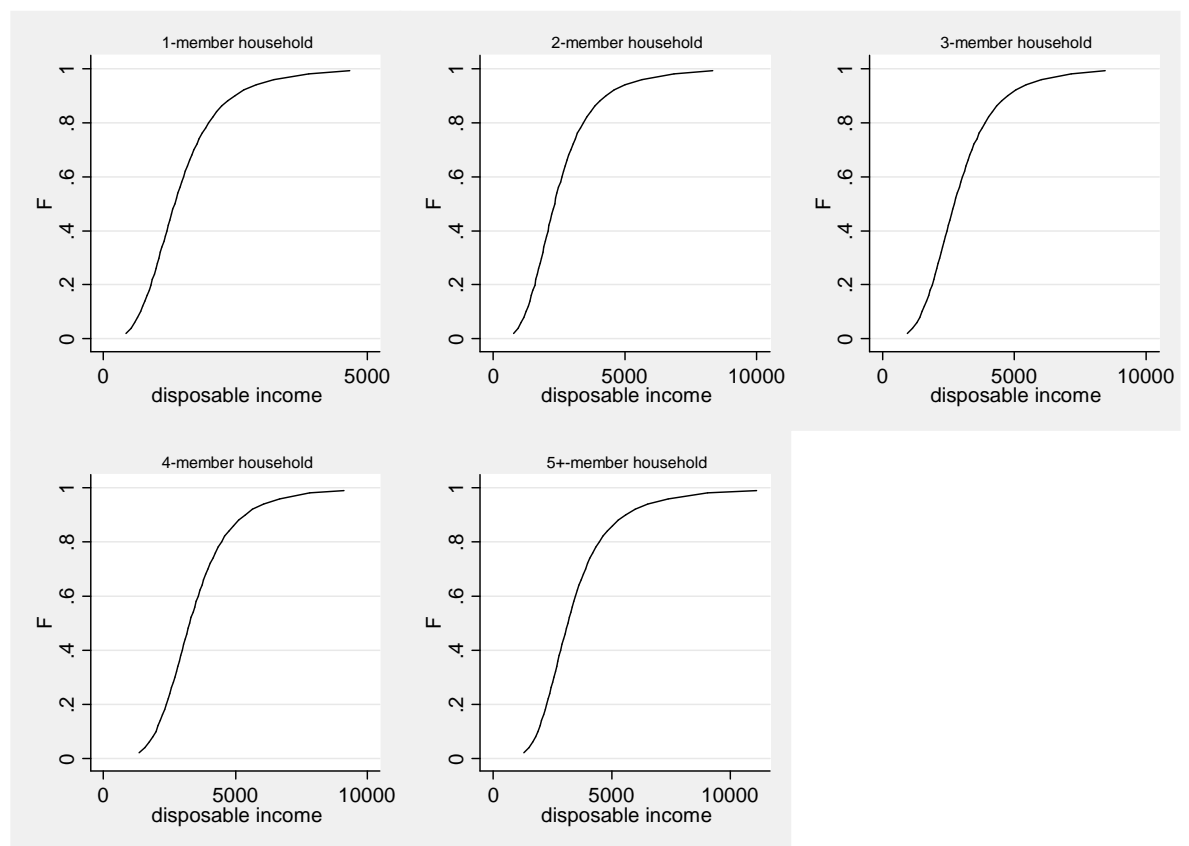 1-member household
F
0 .2 .4 .6 .8 1
0 5000
disposable income
2-member household
F
0 .2 .4 .6 .8 1
0 5000 10000
disposable income
3-member household
F
0 .2 .4 .6 .8 1
0 5000 10000
disposable income
4-member household
F
0 .2 .4 .6 .8 1
0 5000 10000
disposable income
5+-member household
F
0 .2 .4 .6 .8 1
0 5000 10000
disposable income